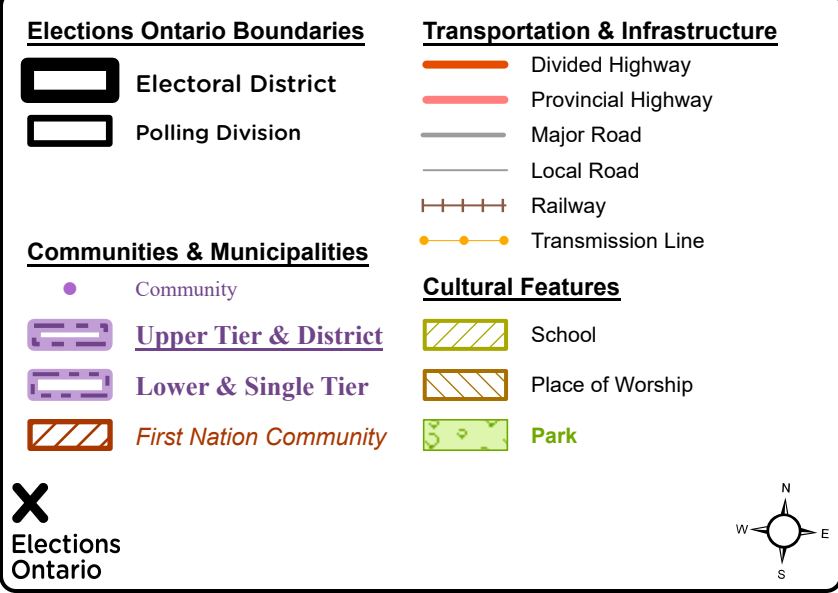 Elections Ontario Boundaries
Electoral District
Polling Division
Communities & Municipalities
Community
Upper Tier & District
Lower & Single Tier
First Nation Community
Transportation & Infrastructure
Divided Highway
Provincial Highway
Major Road
Local Road
Railway
Transmission Line
Cultural Features
School
Place of Worship
Park
Elections
Ontario
N
W E
S